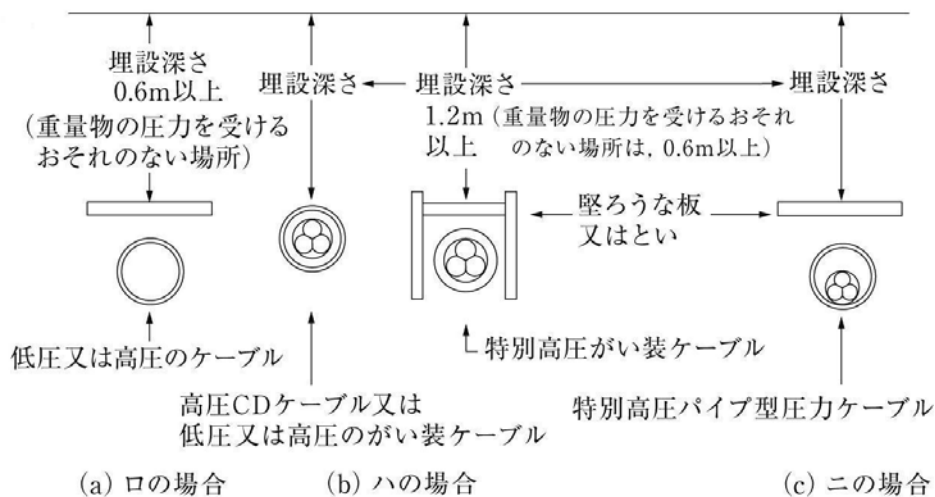 埋設深さ
0.6m以上
(重量物の圧力を受ける
おそれのない場所)
埋設深さ
埋設深さ
1.2m (重量物の圧力を受けるおそれ
以上 のない場所は，0.6m以上)
埋設深さ
堅ろうな板
又はとい
低圧又は高圧のケーブル
高圧CDケーブル又は
低圧又は高圧のがい装ケーブル
特別高圧がい装ケーブル
特別高圧パイプ型圧力ケーブル
(a) ロの場合
(b) ハの場合
(c) ニの場合